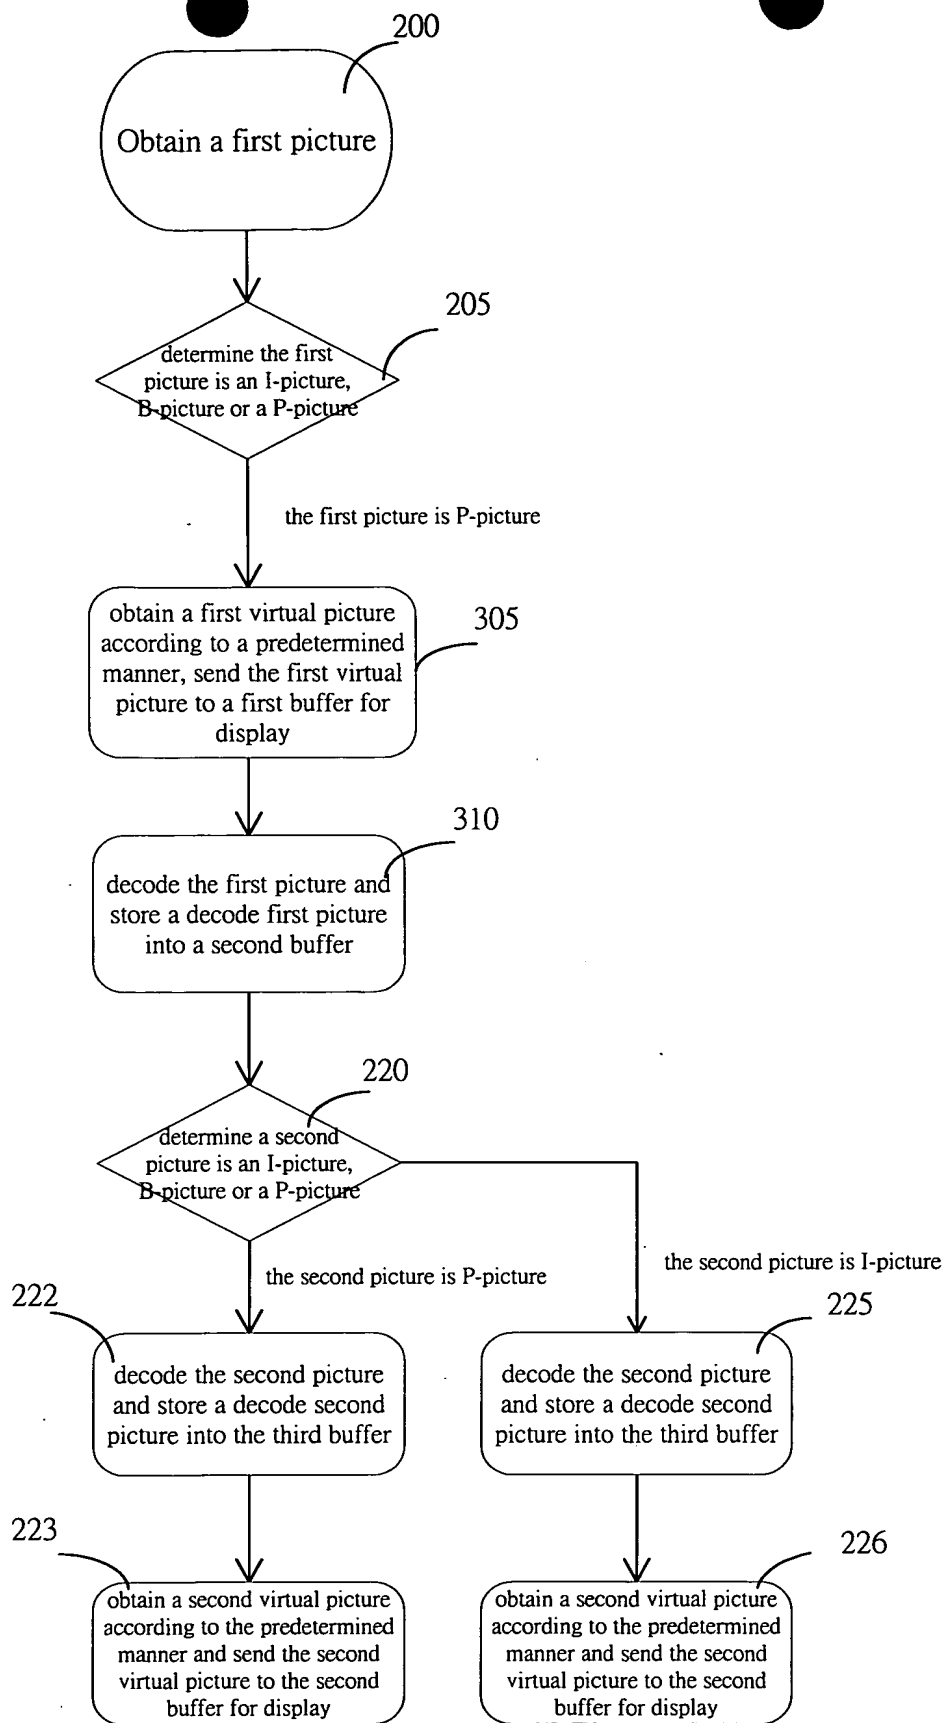 200
Obtain a first picture
205
determine the first
picture is an I-picture,
B-picture or a P-picture
the first picture is P-picture
305
obtain a first virtual picture
according to a predetermined
manner, send the first virtual
picture to a first buffer for
display
310
decode the first picture and
store a decode first picture
into a second buffer
220
determine a second
picture is an I-picture,
B-picture or a P-picture
the second picture is P-picture
the second picture is I-picture
222
decode the second picture
and store a decode second
picture into the third buffer
225
decode the second picture
and store a decode second
picture into the third buffer
223
obtain a second virtual picture
according to the predetermined
manner and send the second
virtual picture to the second
buffer for display
226
obtain a second virtual picture
according to the predetermined
manner and send the second
virtual picture to the second
buffer for display